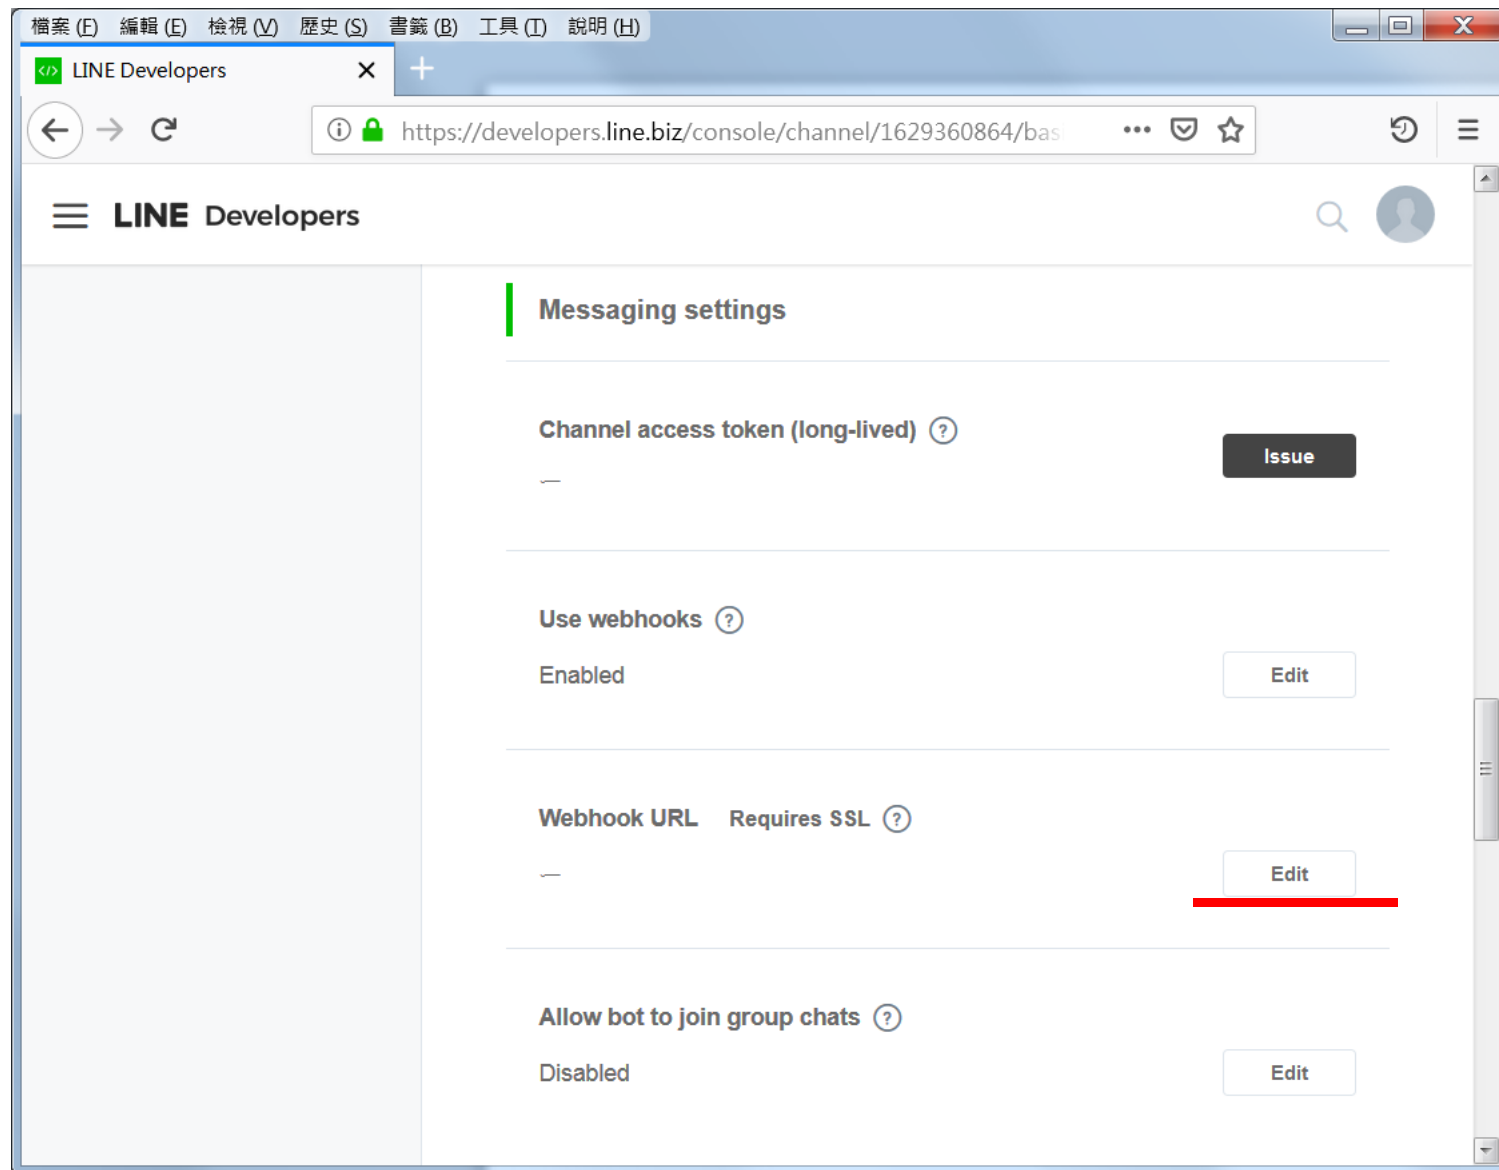 檔案(F) 編輯(E) 檢視(V) 歷史(S) 書籤(B) 工具(T) 說明(H)
LINE Developers
https://developers.line.biz/console/channel/1629360864/bas
LINE Developers
Messaging settings
Channel access token (long-lived) ?
Issue
Use webhooks ?
Enabled
Edit
Webhook URL Requires SSL ?
Edit
Allow bot to join group chats ?
Disabled
Edit